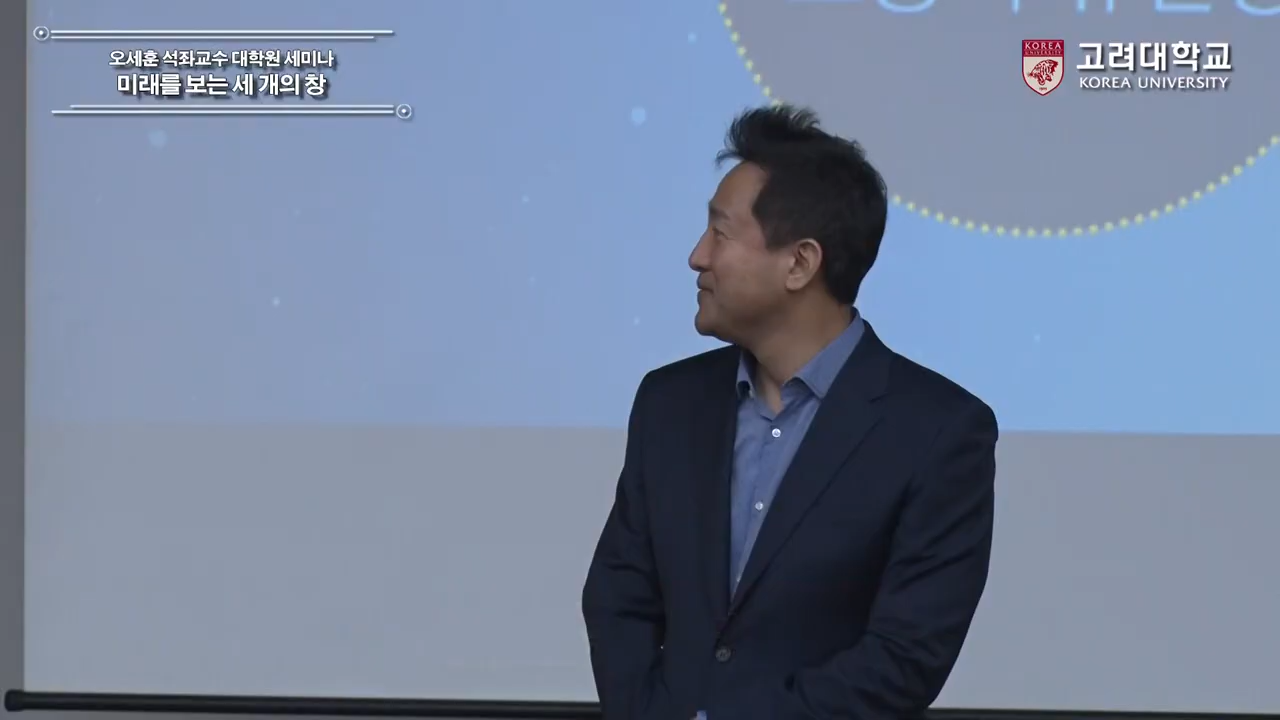 오세훈 석좌교수 대학원 세미나
미래를 보는 세 개의 창
KOREA
UNIVERSITY
고려대학교
KOREA UNIVERSITY